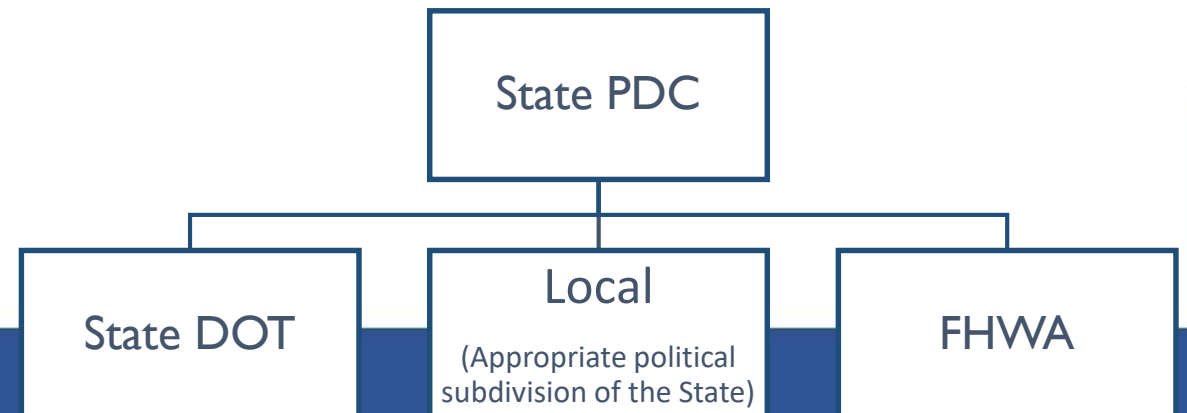 State PDC
State DOT
Local
(Appropriate political
subdivision of the State)
FHWA